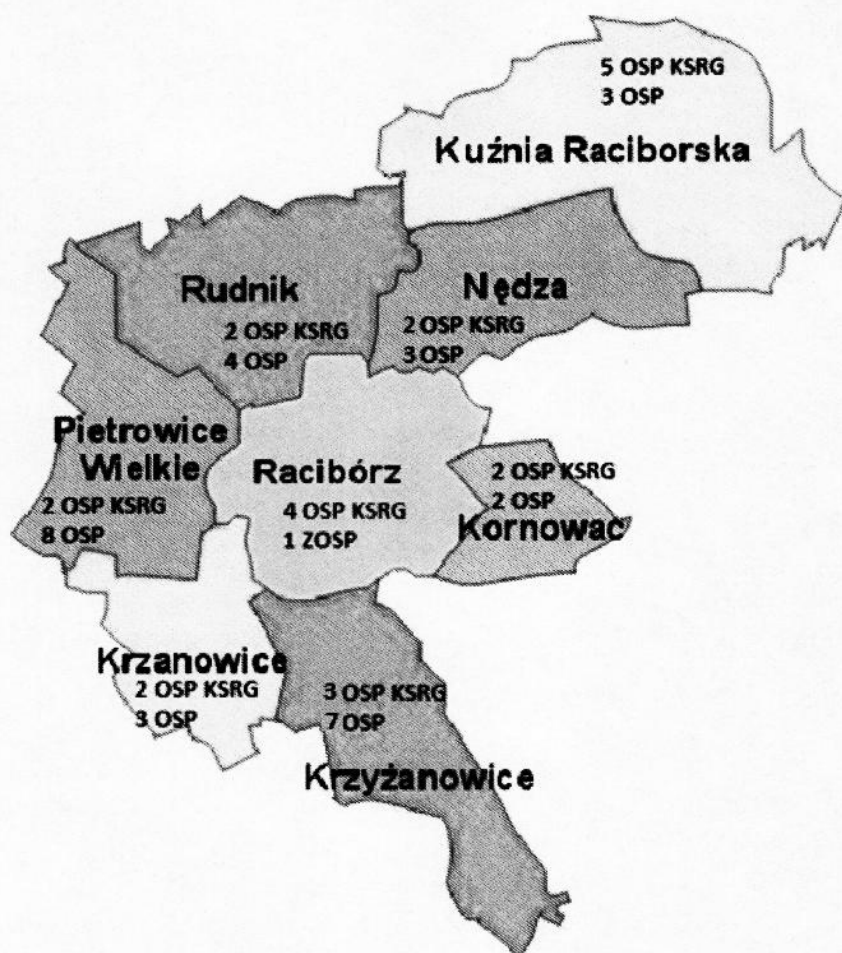 5 OSP KSRG
3 OSP
Kuźnia Raciborska
Rudnik
2 OSP KSRG
4 OSP
Nędza
2 OSP KSRG
3 OSP
Pietrowice
Wielkie
2 OSP KSRG
8 OSP
Racibórz
4 OSP KSRG
1 ZOSP
2 OSP KSRG
2 OSP
Kornowac
Krzanowice
2 OSP KSRG
3 OSP
3 OSP KSRG
7 OSP
Krzyżanowice